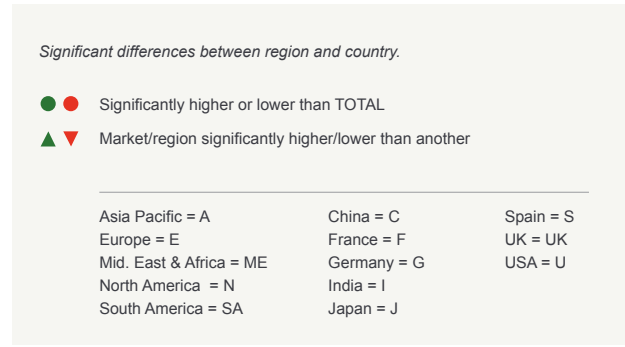 Significant differences between region and country.
Significantly higher or lower than TOTAL
Market/region significantly higher/lower than another
Asia Pacific = A
Europe = E
Mid. East & Africa = ME
North America = N
South America = SA
China = C
France = F
Germany = G
India = I
Japan = J
Spain = S
UK = UK
USA = U